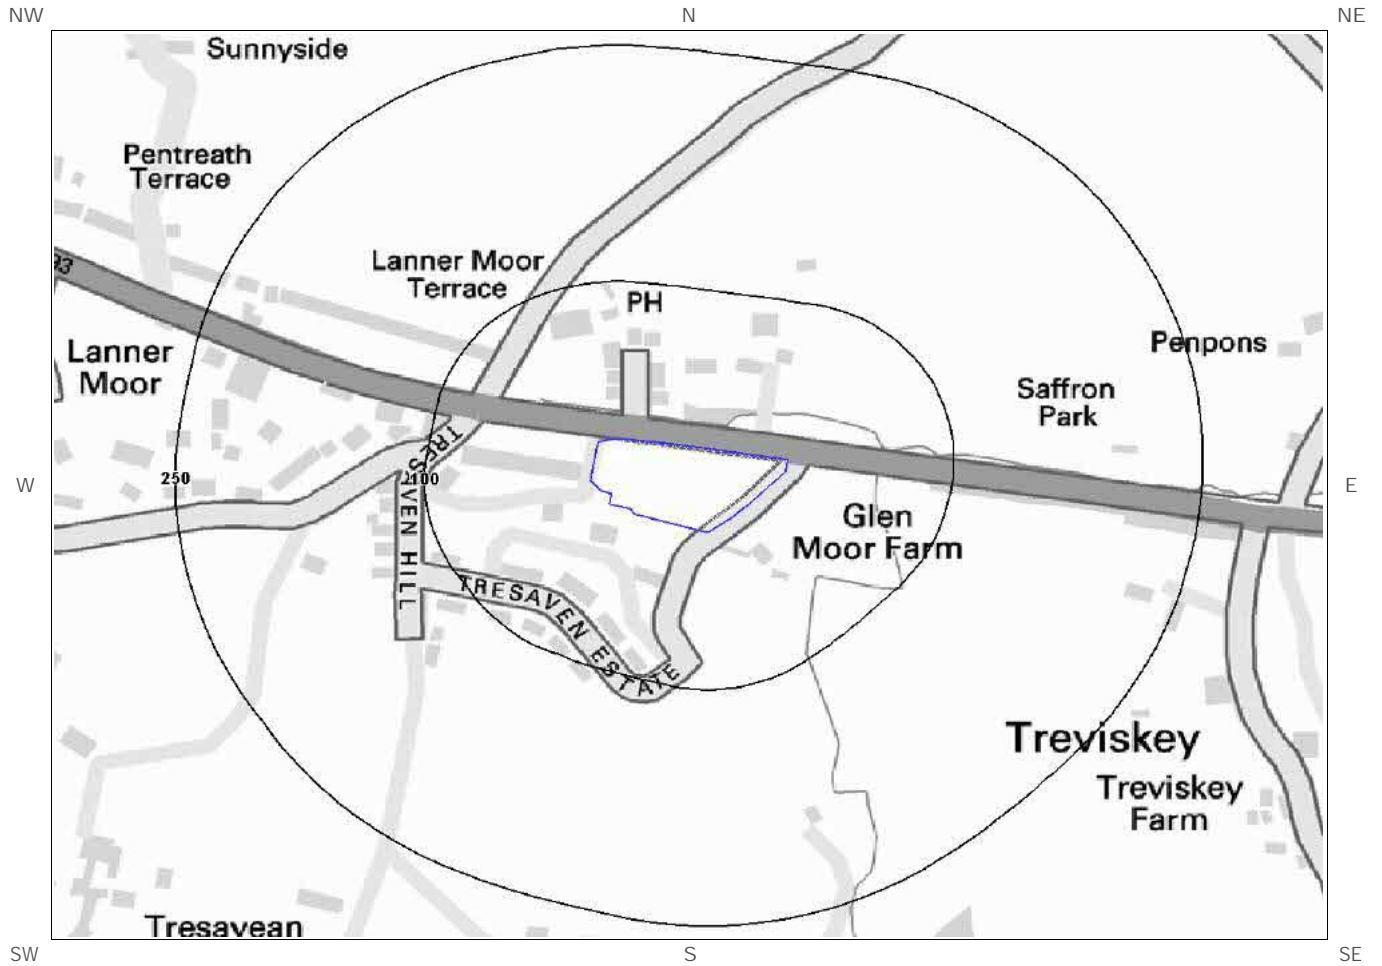 NW
N
NE
Sunnyside
Pentreath
Terrace
Lanner Moor
Terrace
93
PH
Lanner
Moor
Penpons
Saffron
Park
W
250
100
E
TRESAVEN HILL
Glen
Moor Farm
TRESAVEN ESTATE
Treviskey
Treviskey
Farm
Tresavean
SW
S
SE